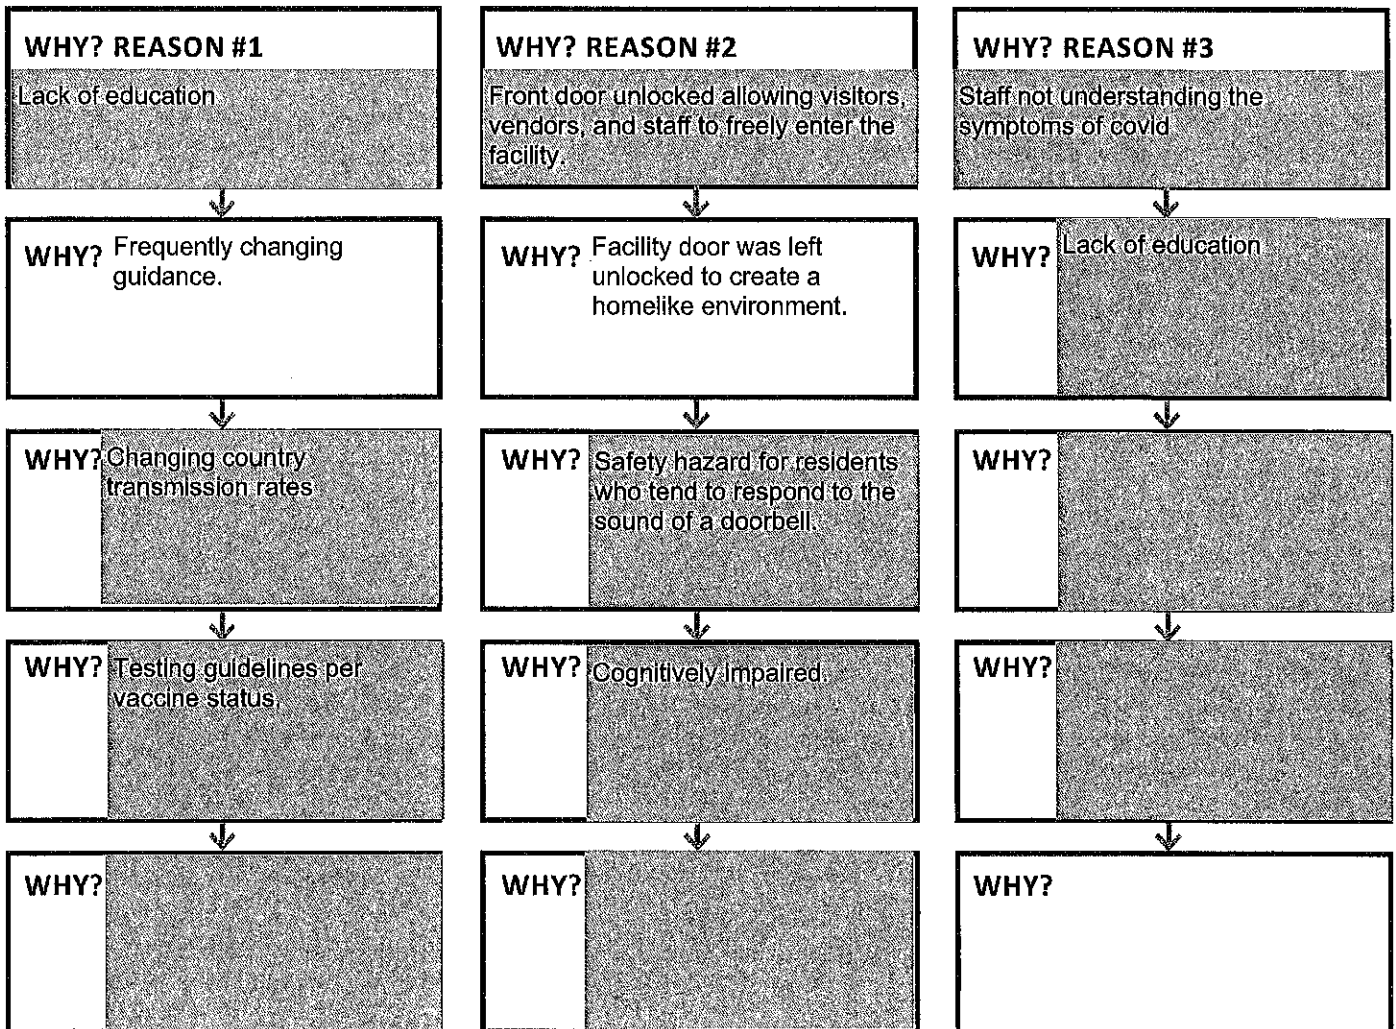 WHY? REASON #1
Lack of education
WHY? Frequently changing
guidance.
WHY? Changing country
transmission rates
WHY? Testing guidelines per
vaccine status.
WHY?
WHY? REASON #2
Front door unlocked allowing visitors,
vendors, and staff to freely enter the
facility.
WHY? Facility door was left
unlocked to create a
homelike environment.
WHY? Safety hazard for residents
who tend to respond to the
sound of a doorbell.
WHY? Cognitively impaired.
WHY?
WHY? REASON #3
Staff not understanding the
symptoms of covid
WHY? Lack of education
WHY?
WHY?
WHY?